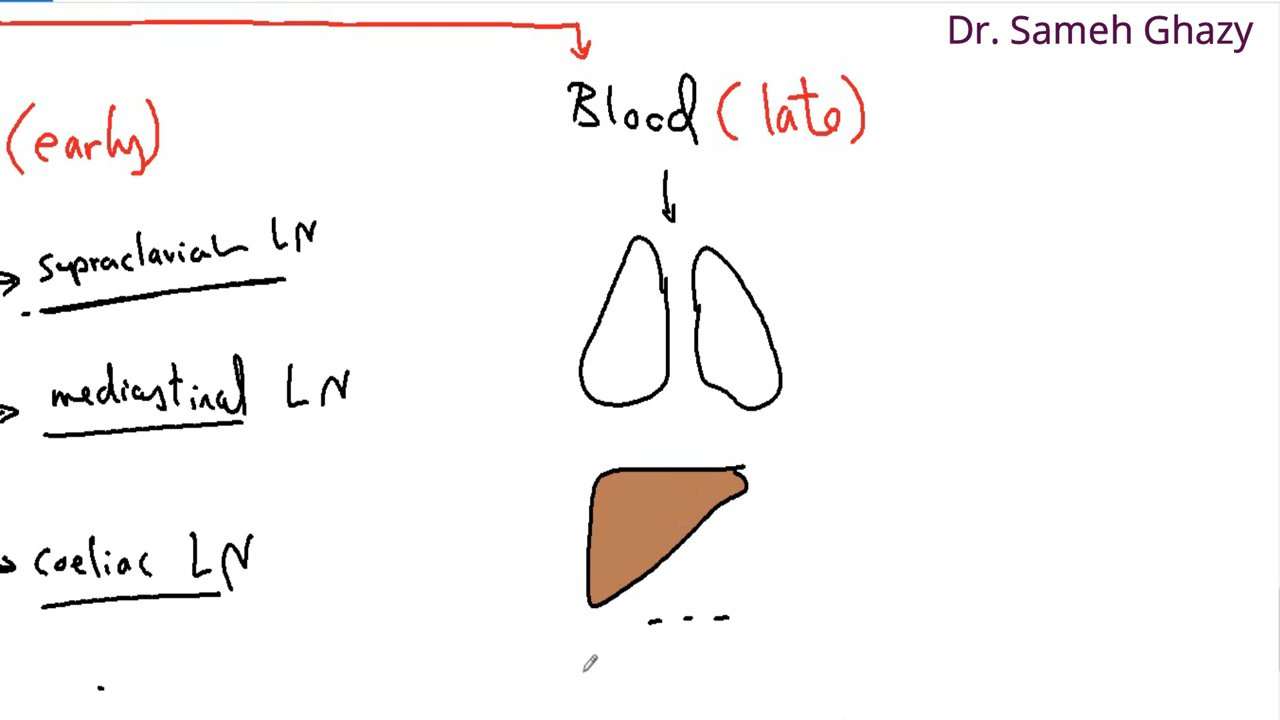 Dr. Sameh Ghazy
Blood (late)
(early)
supraclavicular LN
mediastinal LN
coeliac LN